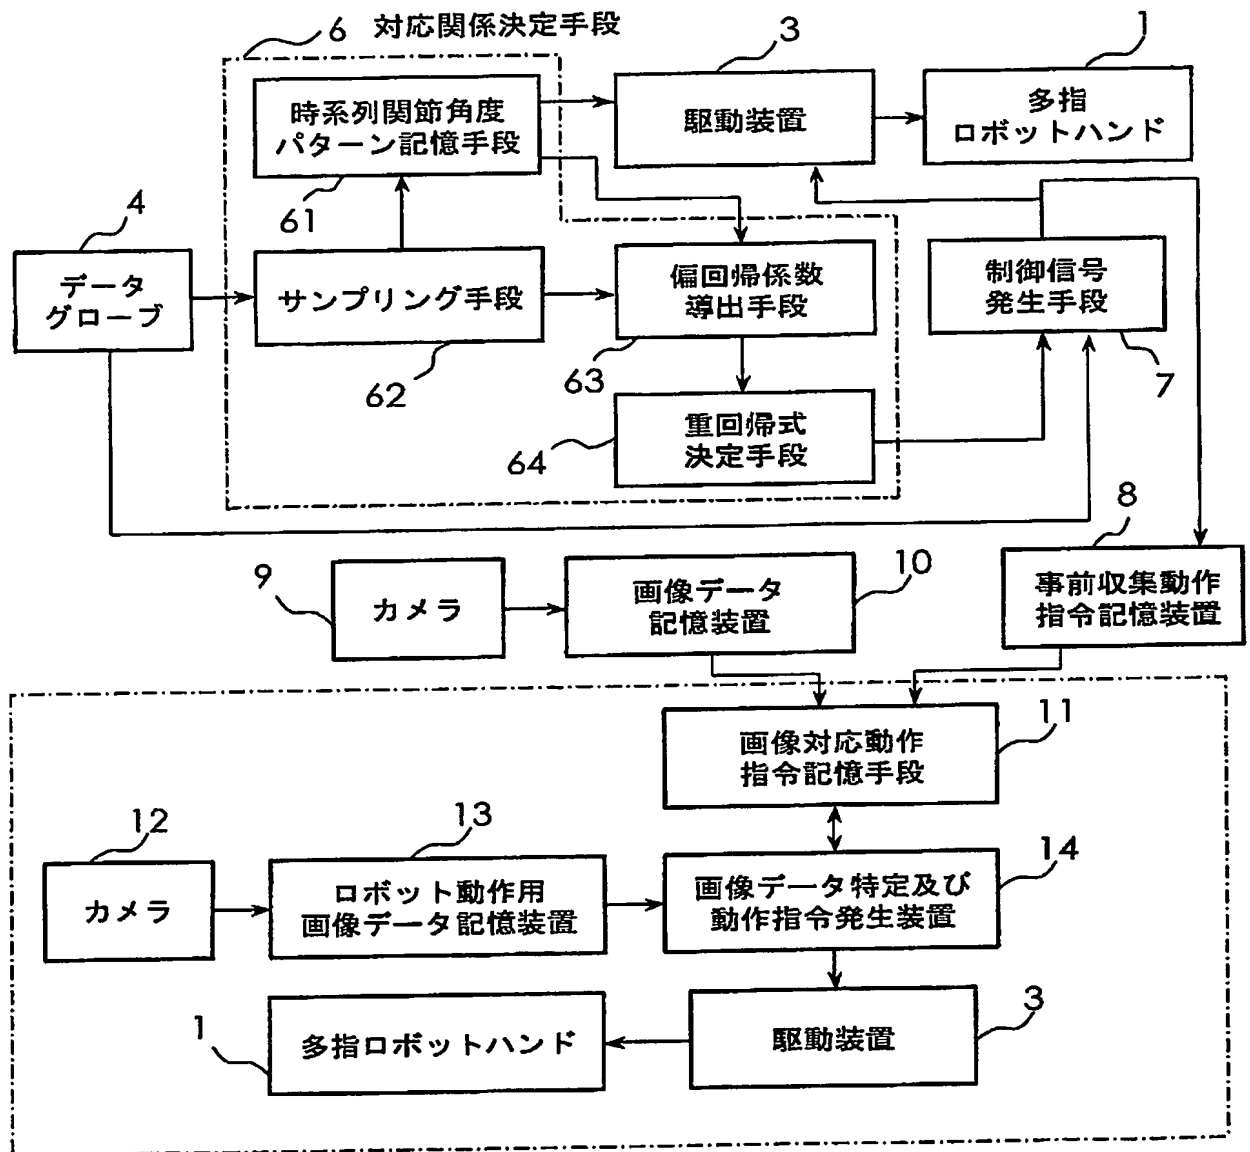 6 対応関係決定手段
3
1
時系列関節角度
パターン記憶手段
61
駆動装置
多指
ロボットハンド
4
データ
グローブ
サンプリング手段
62
偏回帰係数
導出手段
63
制御信号
発生手段
7
重回帰式
決定手段
64
8
事前収集動作
指令記憶装置
9
カメラ
10
画像データ
記憶装置
11
画像対応動作
指令記憶手段
12
カメラ
13
ロボット動作用
画像データ記憶装置
14
画像データ特定及び
動作指令発生装置
1
多指ロボットハンド
3
駆動装置